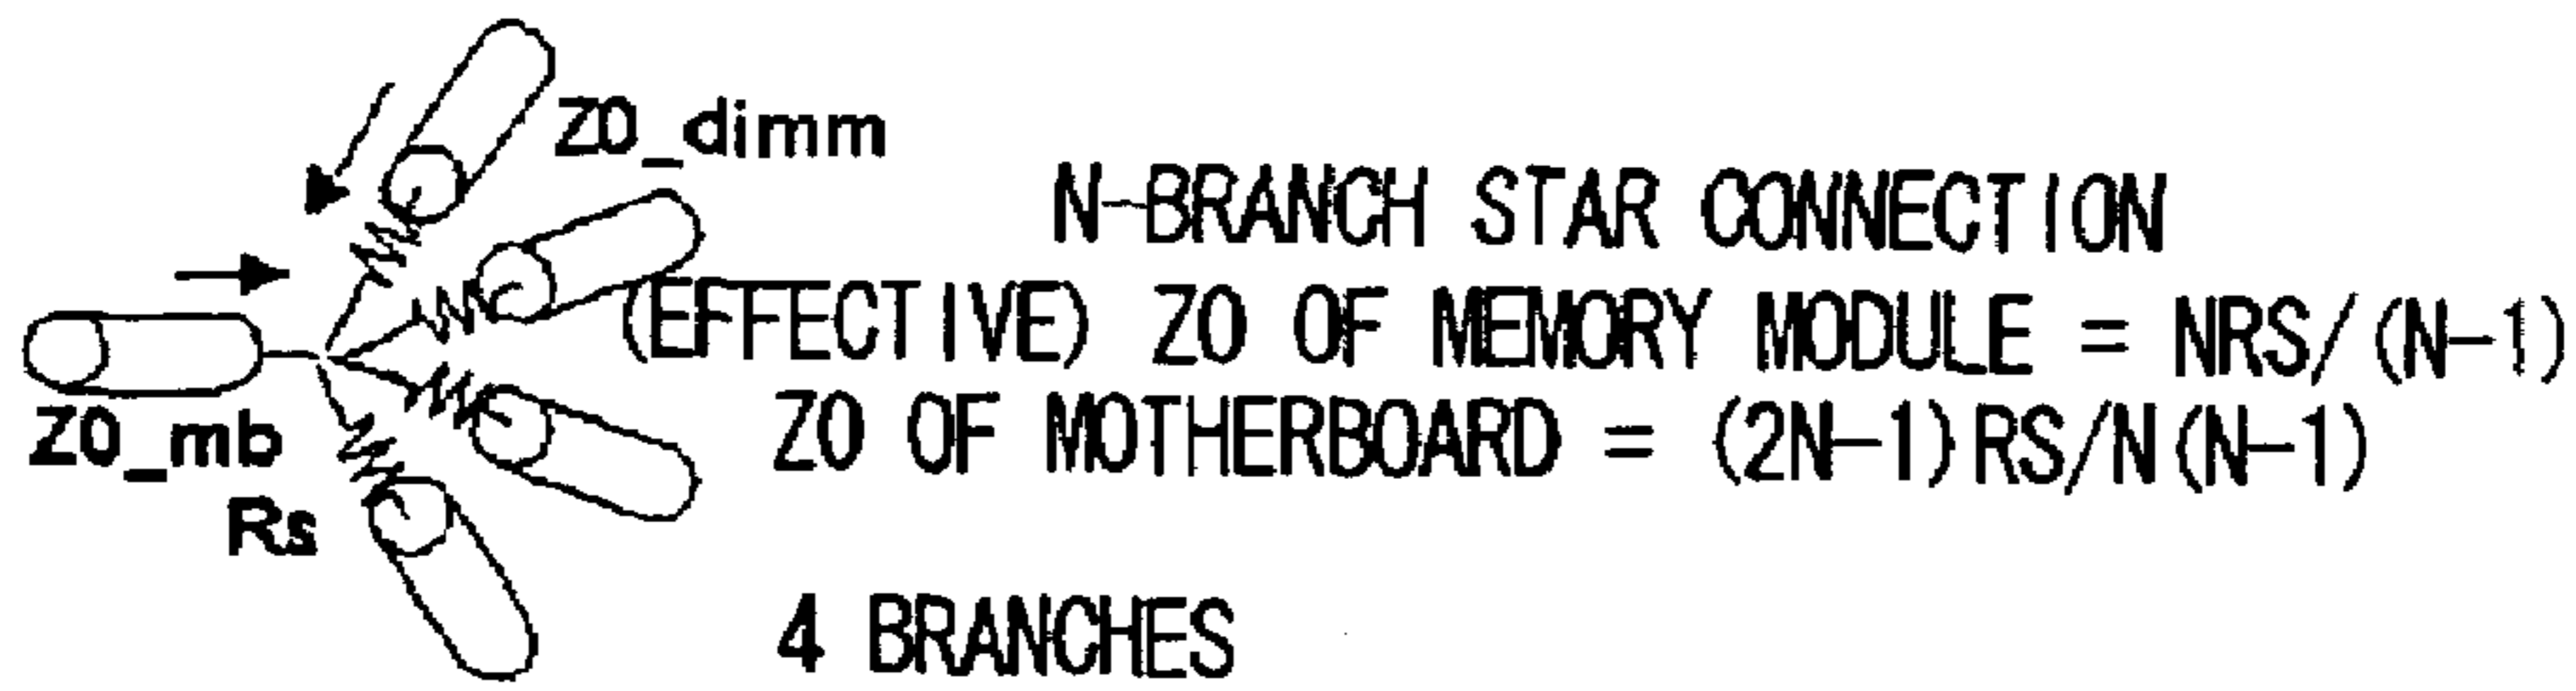 Z0_dimm
N-BRANCH STAR CONNECTION
(EFFECTIVE) Z0 OF MEMORY MODULE = NRS/(N-1)
Z0_mb
Z0 OF MOTHERBOARD = (2N-1)RS/N(N-1)
Rs
4 BRANCHES